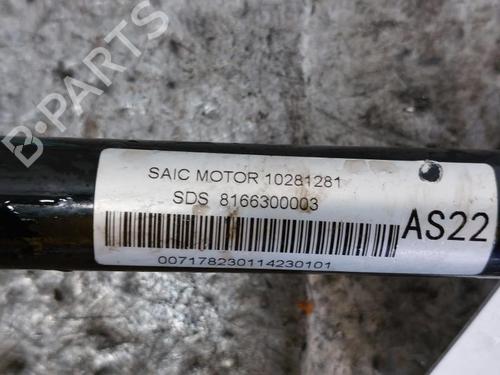 B-PARTS
SAIC MOTOR 10281281
SDS 8166300003
AS22
007178230114230101